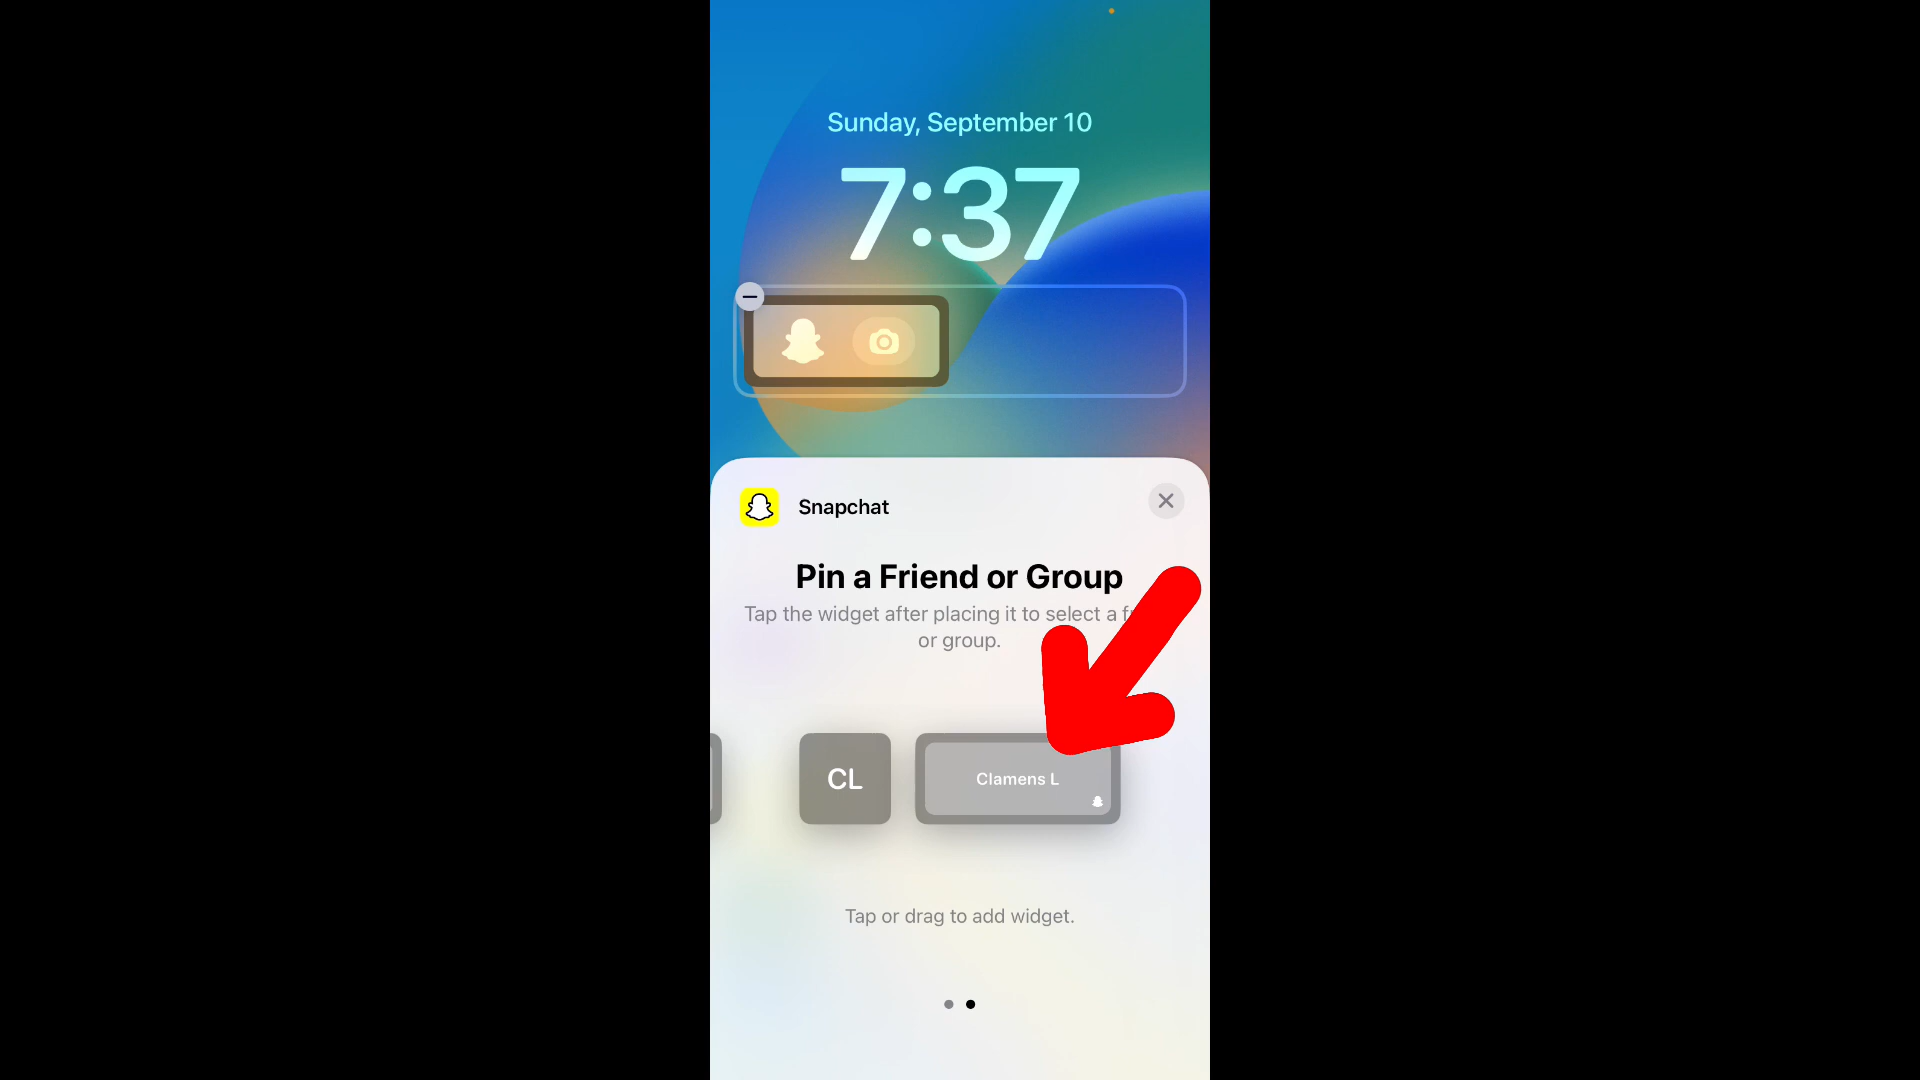 Sunday, September 10
7:37
Snapchat
Pin a Friend or Group
Tap the widget after placing it to select a
or group.
CL
Clamens L
Tap or drag to add widget.